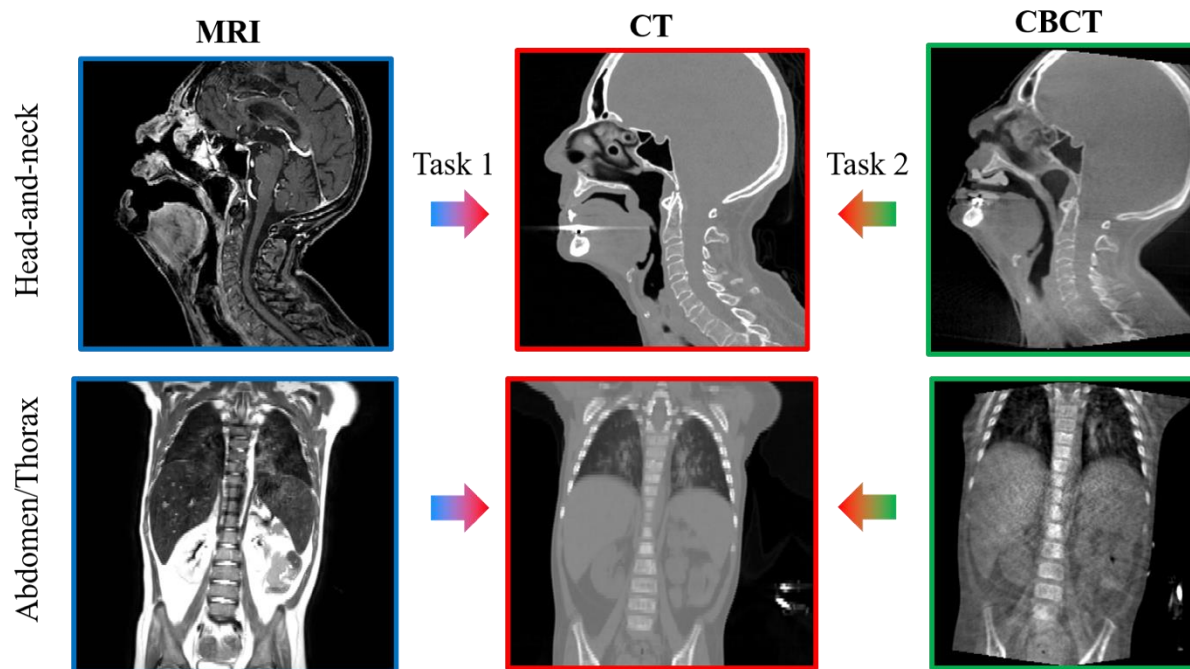 MRI
CT
CBCT
Head-and-neck
Task 1
Task 2
Abdomen/Thorax